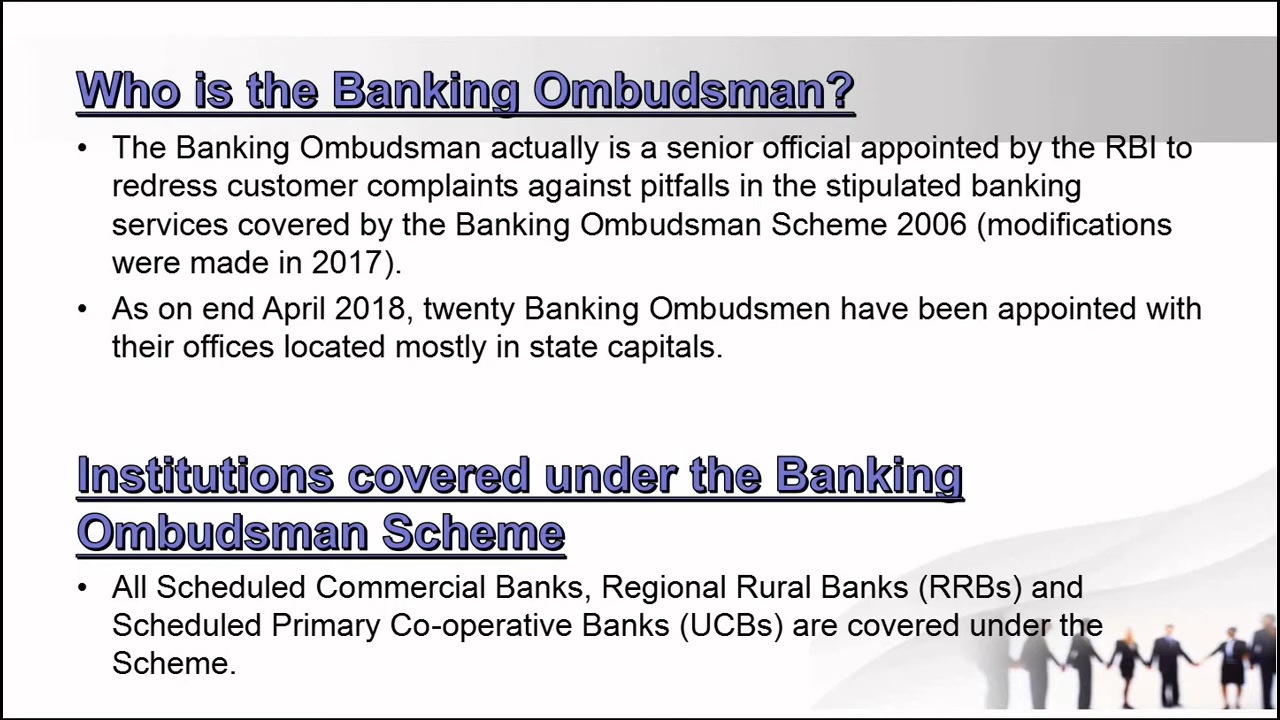 Who is the Banking Ombudsman?
• The Banking Ombudsman actually is a senior official appointed by the RBI to
redress customer complaints against pitfalls in the stipulated banking
services covered by the Banking Ombudsman Scheme 2006 (modifications
were made in 2017).
• As on end April 2018, twenty Banking Ombudsmen have been appointed with
their offices located mostly in state capitals.
Institutions covered under the Banking
Ombudsman Scheme
• All Scheduled Commercial Banks, Regional Rural Banks (RRBs) and
Scheduled Primary Co-operative Banks (UCBs) are covered under the
Scheme.